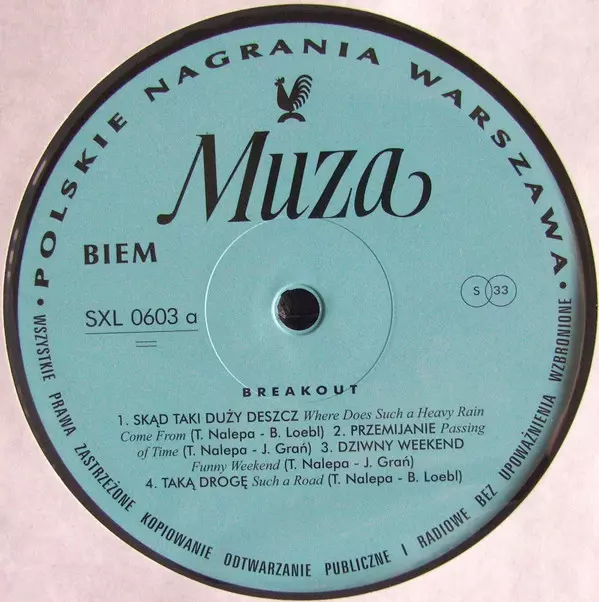 • POLSKIE NAGRANIA WARSZAWA •
Muza
BIEM
S 33
SXL 0603 a
BREAKOUT
1. SKĄD TAKI DUŻY DESZCZ Where Does Such a Heavy Rain
Come From (T. Nalepa - B. Loebl) 2. PRZEMIJANIE Passing
of Time (T. Nalepa - J. Grań) 3. DZIWNY WEEKEND
Funny Weekend (T. Nalepa - J. Grań)
4. TAKĄ DROGĘ Such a Road (T. Nalepa - B. Loebl)
WSZYSTKIE PRAWA ZASTRZEŻONE KOPIOWANIE ODTWARZANIE PUBLICZNE I RADIOWE BEZ UPOWAŻNIENIA WZBRONIONE